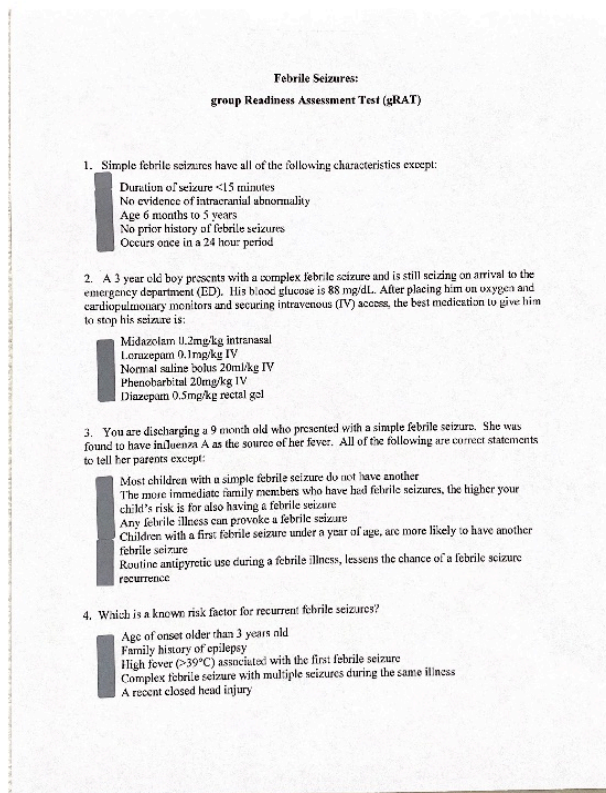 Febrile Seizures:
group Readiness Assessment Test (gRAT)
1. Simple febrile seizures have all of the following characteristics except:
Duration of seizure <15 minutes
No evidence of intracranial abnormality
Age 6 months to 5 years
No prior history of febrile seizures
Occurs once in a 24 hour period
2. A 3 year old boy presents with a complex febrile seizure and is still seizing on arrival to the
emergency department (ED). His blood glucose is 88 mg/dL. After placing him on oxygen and
cardiopulmonary monitors and securing intravenous (IV) access, the best medication to give him
to stop his seizure is:
Midazolam 0.2mg/kg intranasal
Lorazepam 0.1mg/kg IV
Normal saline bolus 20ml/kg IV
Phenobarbital 20mg/kg IV
Diazepam 0.5mg/kg rectal gel
3. You are discharging a 9 month old who presented with a simple febrile seizure. She was
found to have influenza A as the source of her fever. All of the following are correct statements
to tell her parents except:
Most children with a simple febrile seizure do not have another
The more immediate family members who have had febrile seizures, the higher your
child's risk is for also having a febrile seizure
Any febrile illness can provoke a febrile seizure
Children with a first febrile seizure under a year of age, are more likely to have another
febrile seizure
Routine antipyretic use during a febrile illness, lessens the chance of a febrile seizure
recurrence
4. Which is a known risk factor for recurrent febrile seizures?
Age of onset older than 3 years old
Family history of epilepsy
High fever (>39°C) associated with the first febrile seizure
Complex febrile seizure with multiple seizures during the same illness
A recent closed head injury